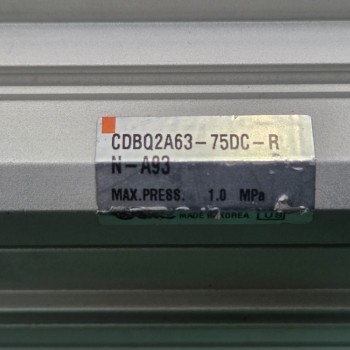 CDBQ2A63-75DC-R
N-A93
MAX.PRESS. 1.0 MPa
MADE IN KOREA